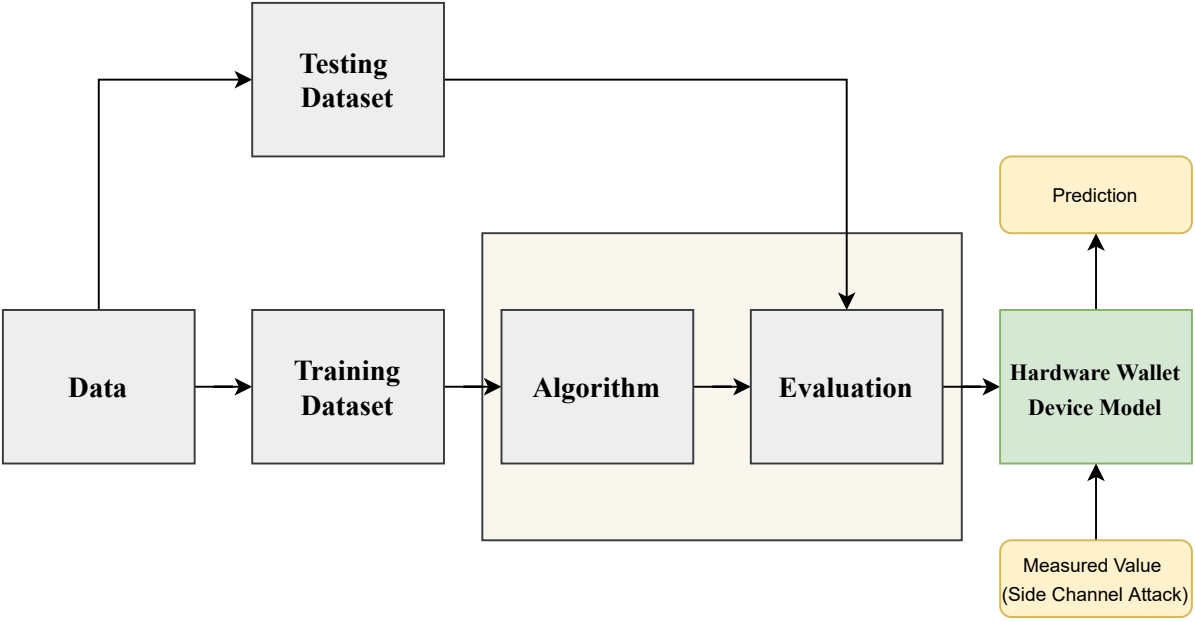 Testing
Dataset
Prediction
Data
Training
Dataset
Algorithm
Evaluation
Hardware Wallet
Device Model
Measured Value
(Side Channel Attack)